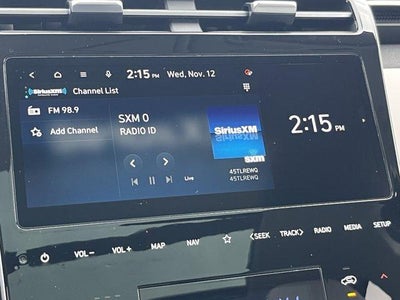 2:15 PM Wed, Nov. 12
SiriusXM Channel List
FM 98.9
Add Channel
SXM 0
RADIO ID
SiriusXM
sxm
Live
45TLREWQ
45TLREWQ
2:15 PM
VOL− VOL+ MAP NAV <SEEK TRACK> RADIO MEDIA SETUP